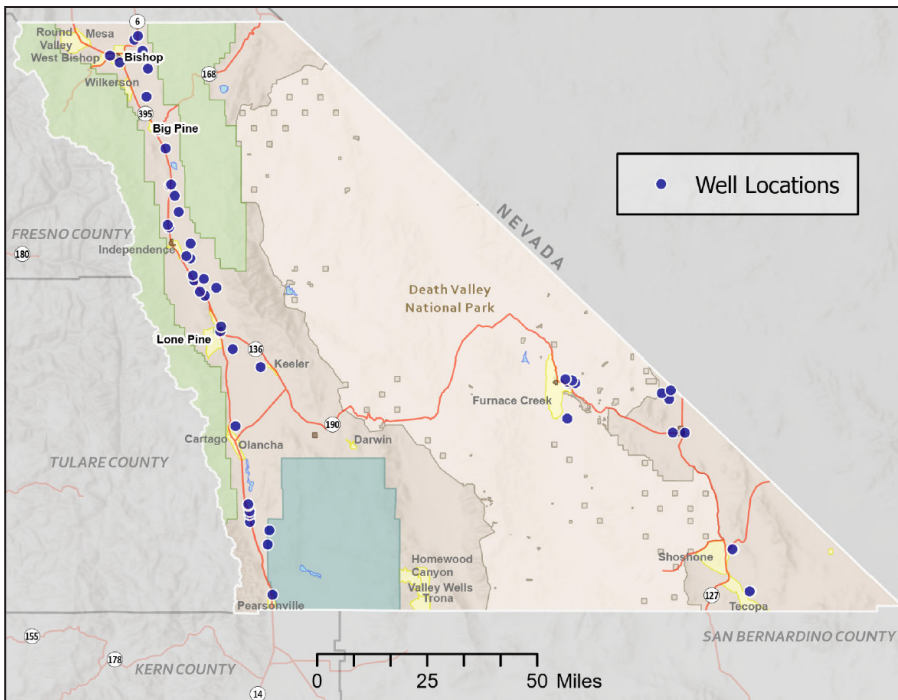 6
Round
Valley
Mesa
West Bishop
Bishop
Wilkerson
168
395
Big Pine
Well Locations
NEVADA
FRESNO COUNTY
180
Independence
Death Valley
National Park
Lone Pine
136
Keeler
Furnace Creek
190
Cartago
Olancha
Darwin
TULARE COUNTY
Homewood
Canyon
Valley Wells
Trona
Shoshone
Pearsonville
127
Tecopa
155
178
KERN COUNTY
14
SAN BERNARDINO COUNTY
0 25 50 Miles